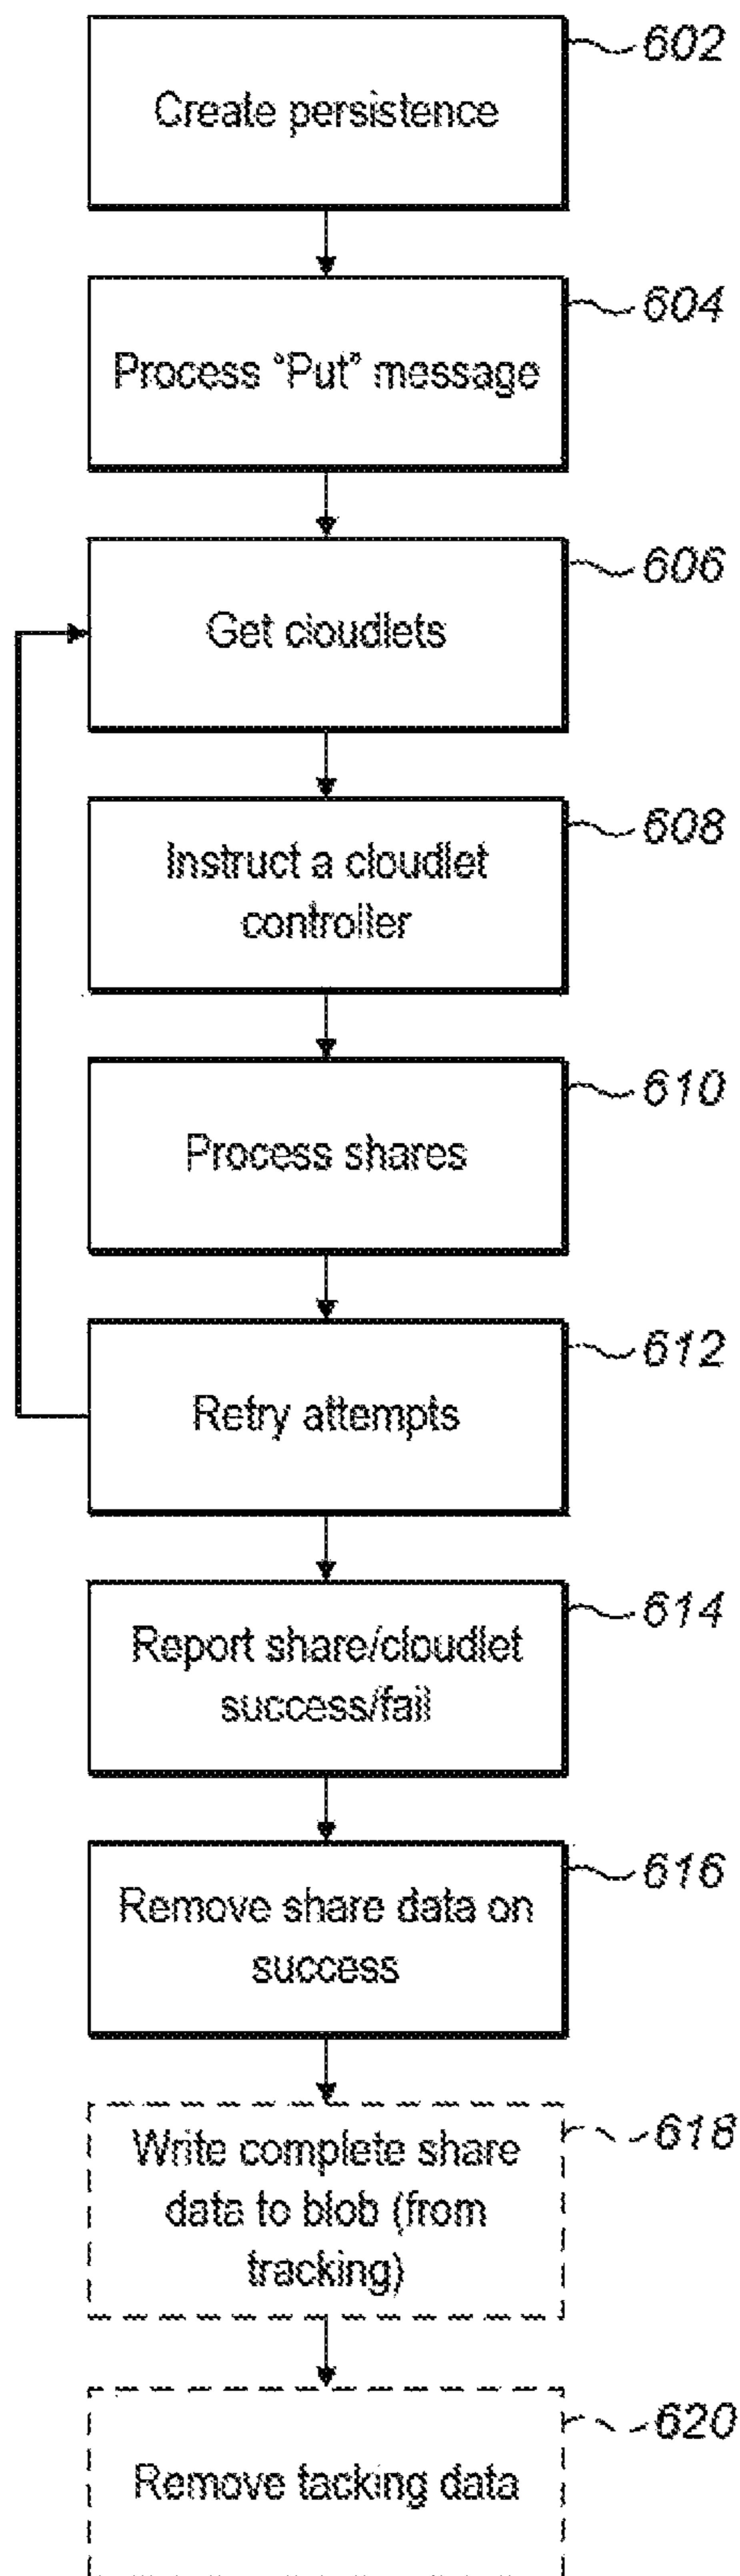 602
Create persistence
604
Process “Put” message
606
Get cloudlets
608
Instruct a cloudlet
controller
610
Process shares
612
Retry attempts
614
Report share/cloudlet
success/fail
616
Remove share data on
success
618
Write complete share
data to blob (from
tracking)
620
Remove tacking data